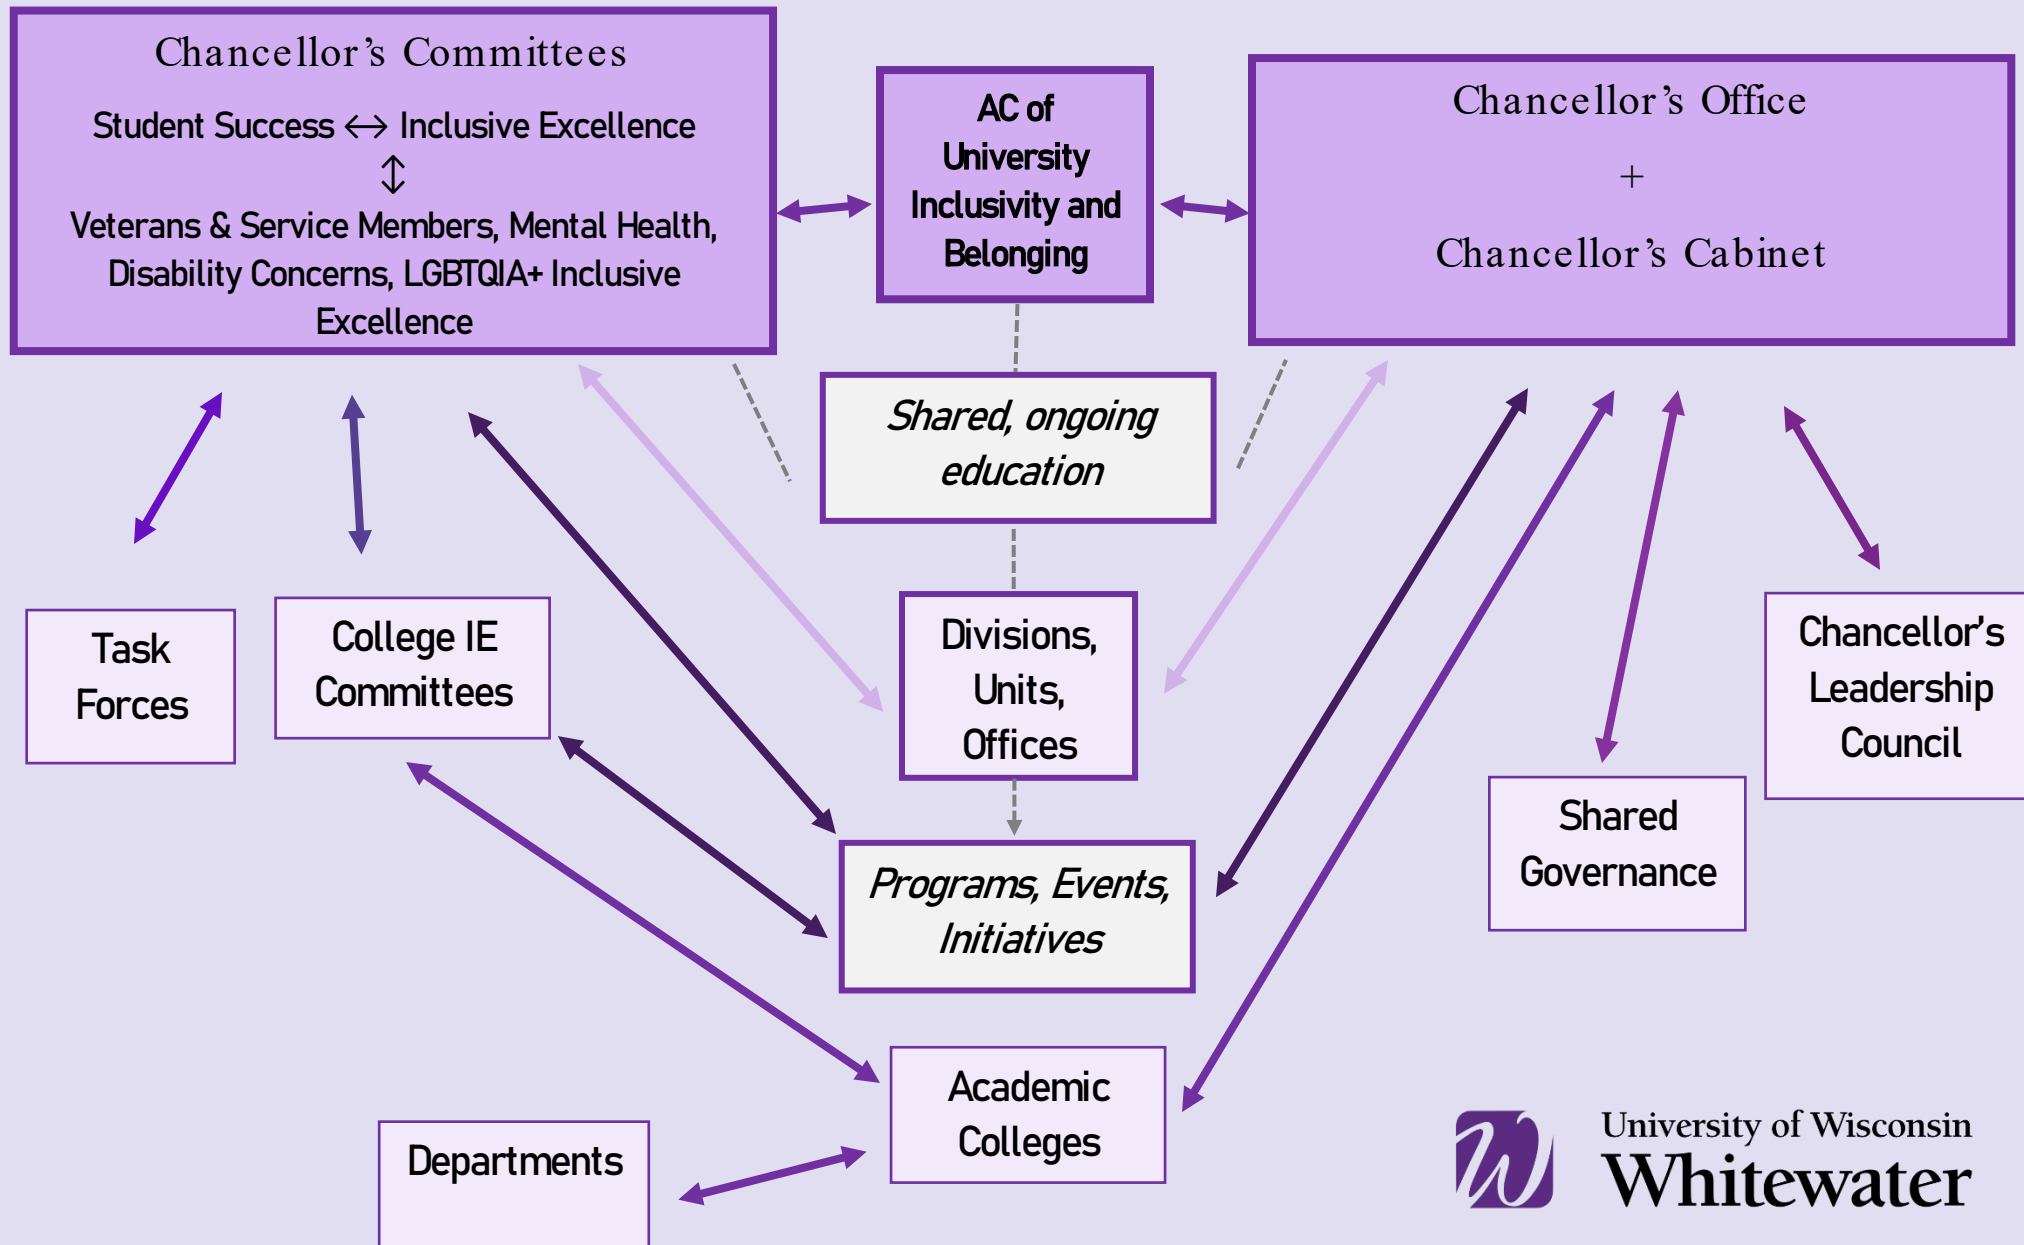 Chancellor’s Committees
Student Success ↔ Inclusive Excellence
↕
Veterans & Service Members, Mental Health,
Disability Concerns, LGBTQIA+ Inclusive
Excellence
AC of
University
Inclusivity and
Belonging
Chancellor’s Office
+
Chancellor’s Cabinet
Shared, ongoing
education
Task
Forces
College IE
Committees
Divisions,
Units,
Offices
Chancellor’s
Leadership
Council
Shared
Governance
Programs, Events,
Initiatives
Academic
Colleges
Departments
W
University of Wisconsin
Whitewater